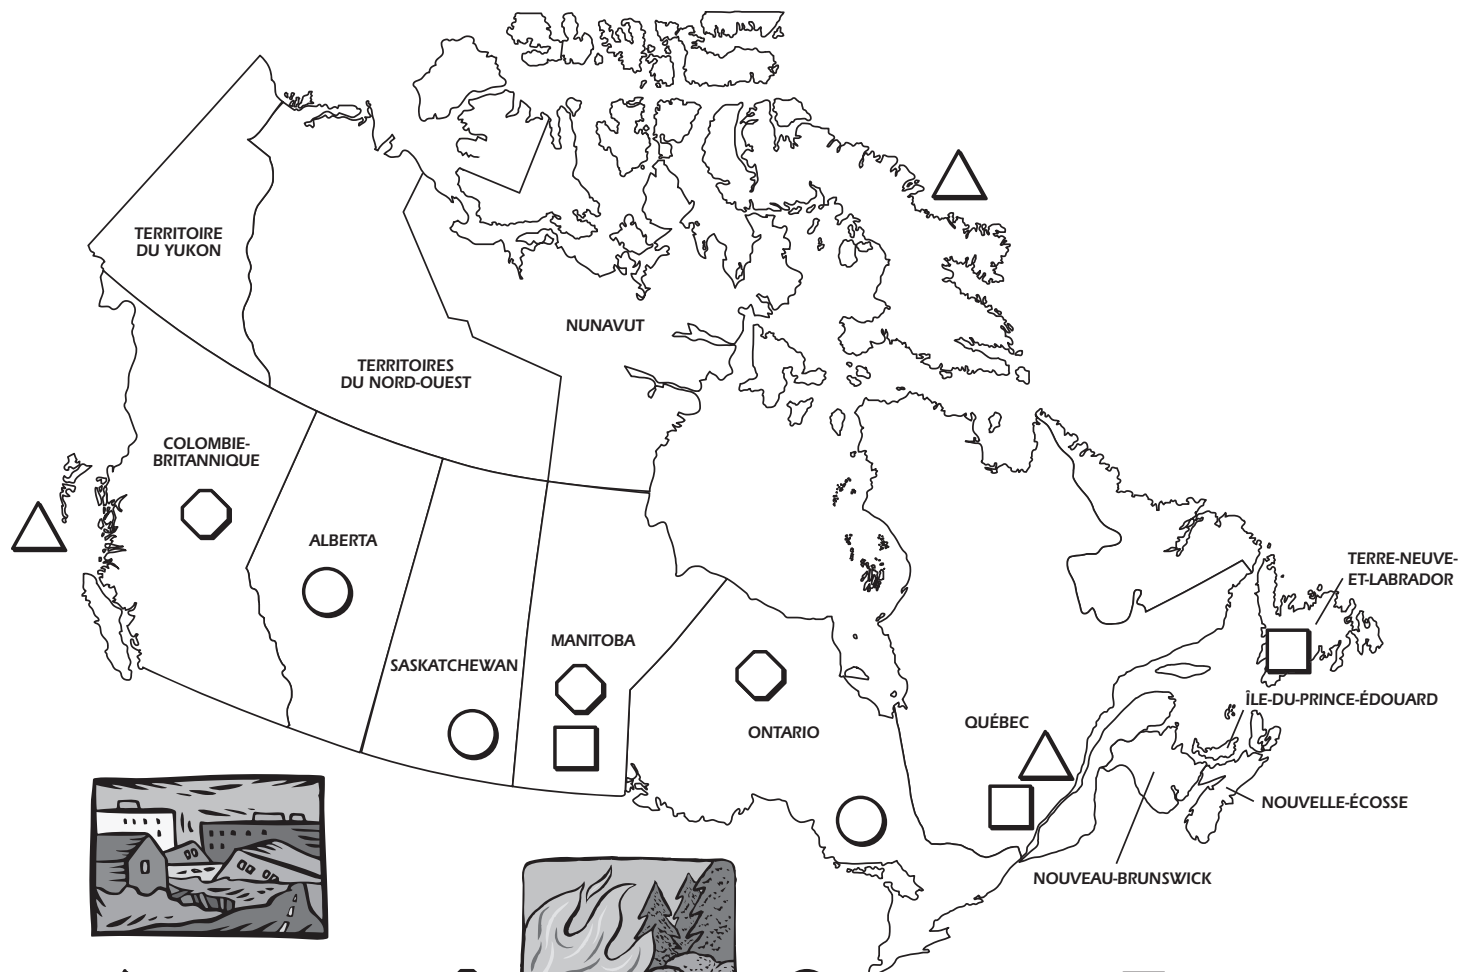 TERRITOIRE
DU YUKON
NUNAVUT
TERRITOIRES
DU NORD-OUEST
COLOMBIE-
BRITANNIQUE
ALBERTA
TERRE-NEUVE-
ET-LABRADOR
MANITOBA
SASKATCHEWAN
ÎLE-DU-PRINCE-ÉDOUARD
QUÉBEC
ONTARIO
NOUVELLE-ÉCOSSE
NOUVEAU-BRUNSWICK